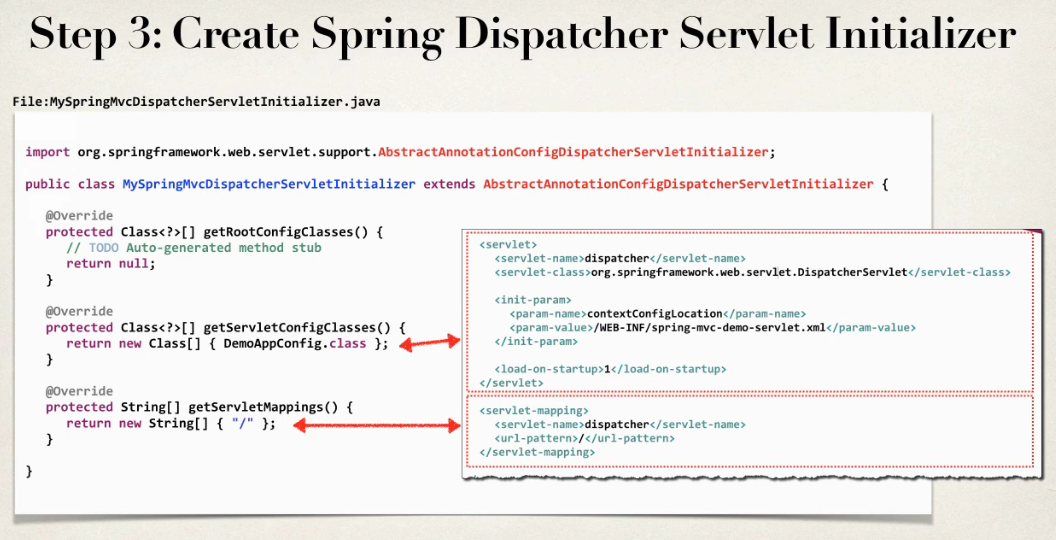 Step 3: Create Spring Dispatcher Servlet Initializer
File:MySpringMvcDispatcherServletInitializer.java
import org.springframework.web.servlet.support.AbstractAnnotationConfigDispatcherServletInitializer;
public class MySpringMvcDispatcherServletInitializer extends AbstractAnnotationConfigDispatcherServletInitializer {
@Override
protected Class<?>[] getRootConfigClasses() {
// TODO Auto-generated method stub
return null;
}
@Override
protected Class<?>[] getServletConfigClasses() {
return new Class[] { DemoAppConfig.class };
}
@Override
protected String[] getServletMappings() {
return new String[] { "/" };
}
}
<servlet>
<servlet-name>dispatcher</servlet-name>
<servlet-class>org.springframework.web.servlet.DispatcherServlet</servlet-class>
<init-param>
<param-name>contextConfigLocation</param-name>
<param-value>/WEB-INF/spring-mvc-demo-servlet.xml</param-value>
</init-param>
<load-on-startup>1</load-on-startup>
</servlet>
<servlet-mapping>
<servlet-name>dispatcher</servlet-name>
<url-pattern>/</url-pattern>
</servlet-mapping>